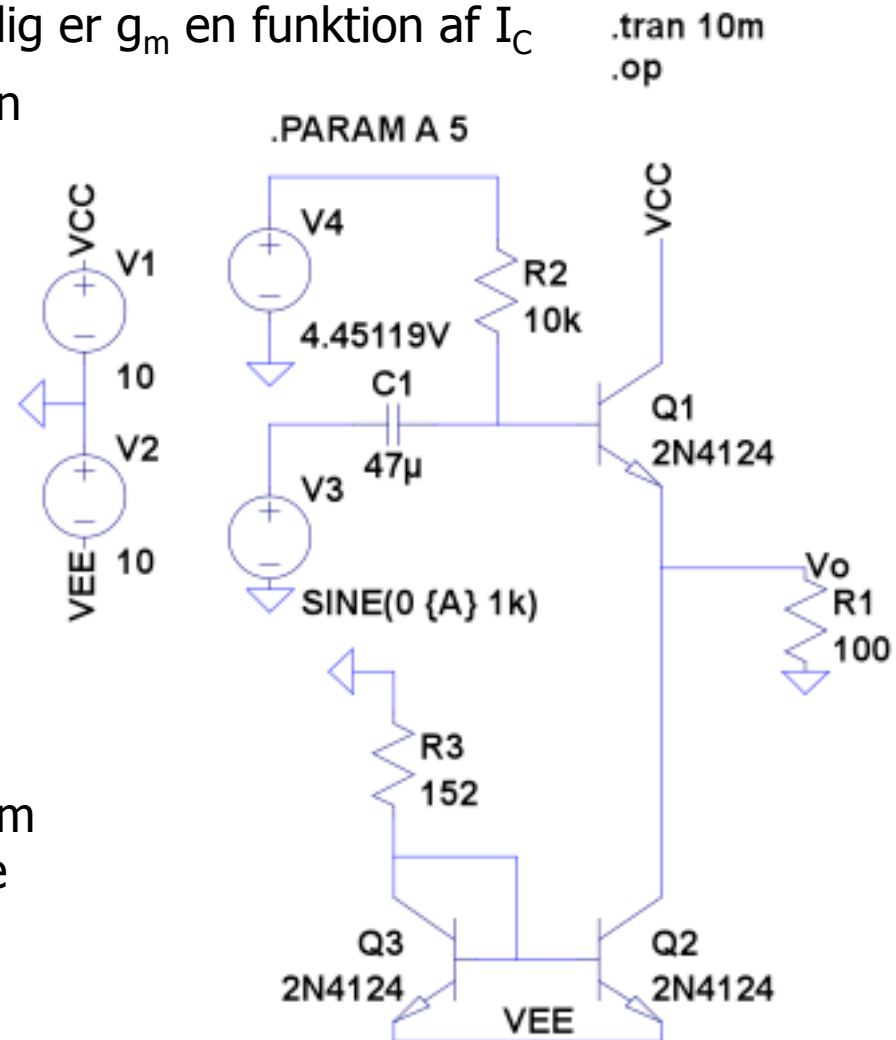 dig er gm en funktion af IC
.tran 10m
.op
n
.PARAM A 5
VCC
V1
10
V2
10
VEE
V4
4.45119V
R2
10k
VCC
C1
47µ
V3
SINE(0 {A} 1k)
Q1
2N4124
Vo
R1
100
R3
152
m
e
Q3
2N4124
Q2
2N4124
VEE